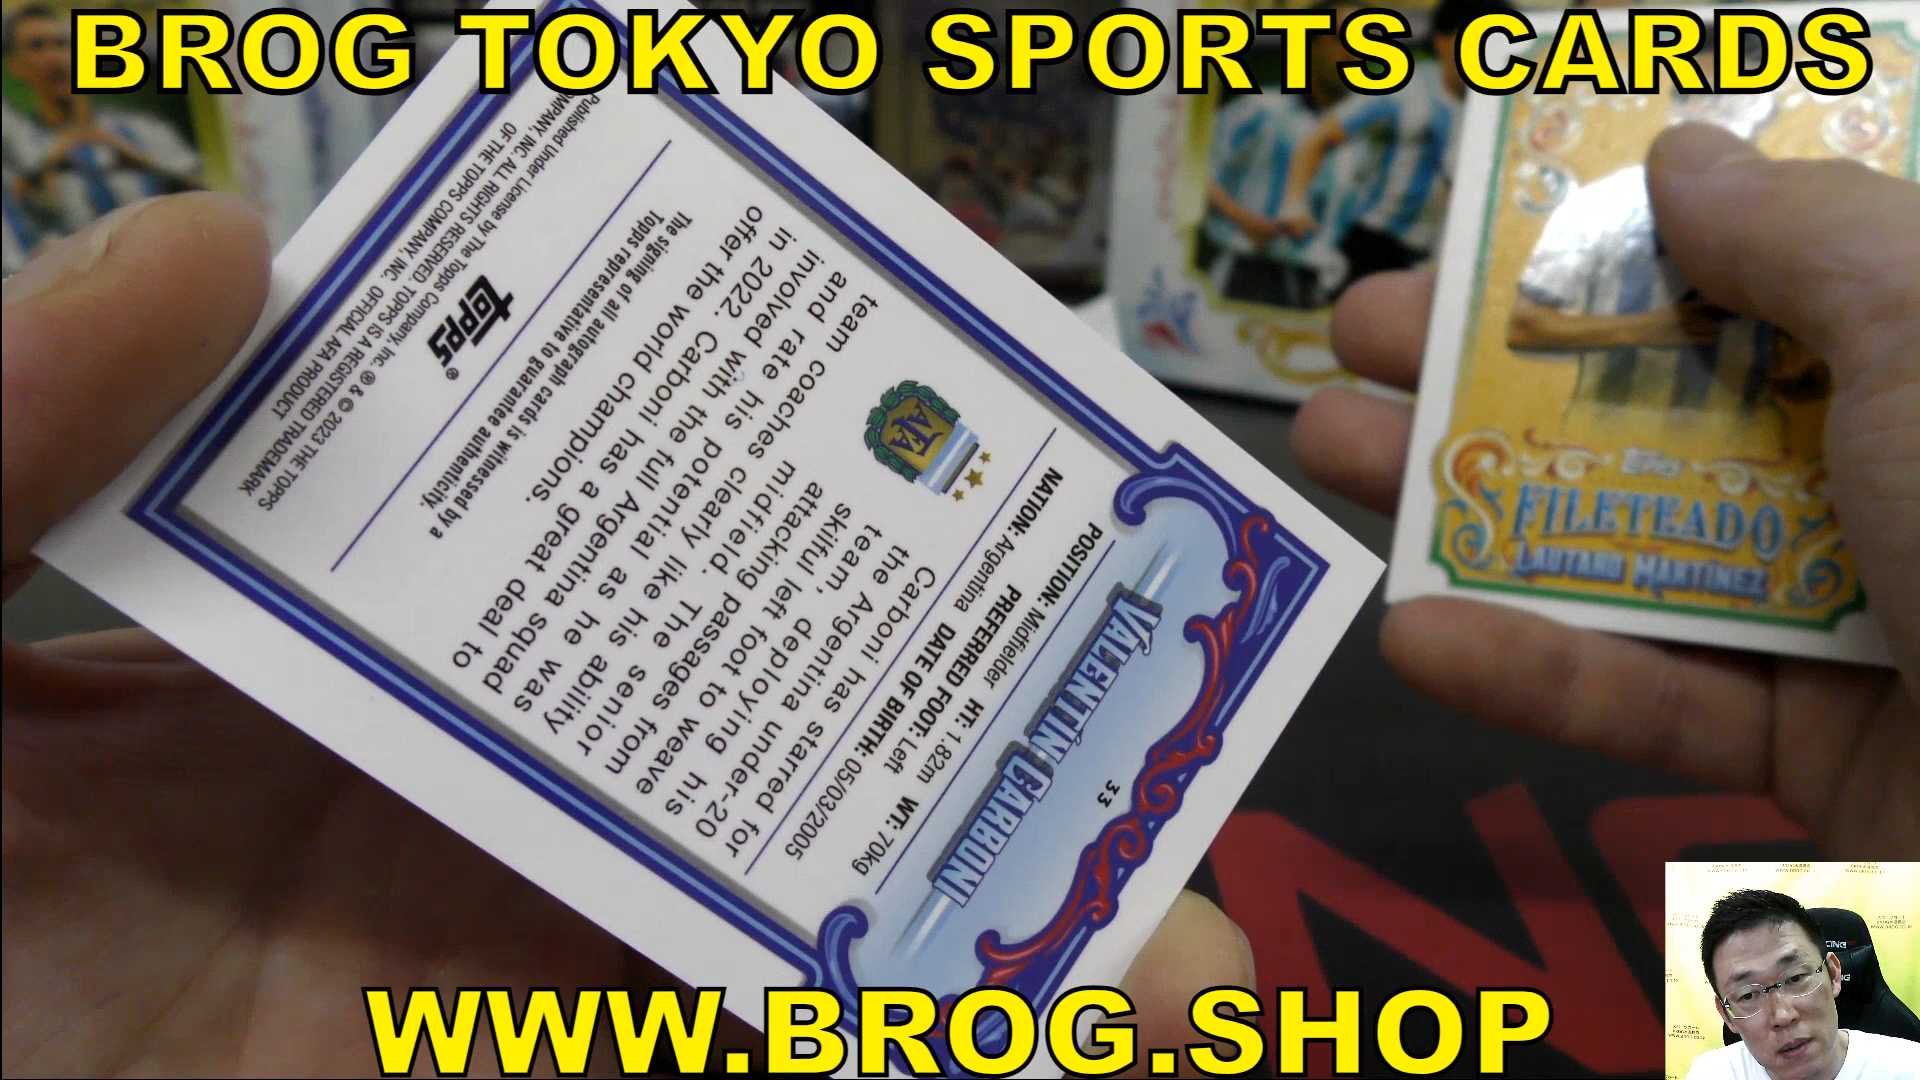 BROG TOKYO SPORTS CARDS
33
VALENTÍN CARBONI
POSITION: Midfielder HT: 1.82m WT: 70kg
PREFERRED FOOT: Left
NATION: Argentina DATE OF BIRTH: 05/03/2005
AFA
Carboni has starred for
the Argentina under-20
team, deploying his
skillful left foot to weave
attacking passages from
midfield. The senior
team coaches clearly like his ability
and rate his potential as he was
involved with the full Argentina squad
in 2022. Carboni has a great deal to
offer the world champions.
The signing of all autograph cards is witnessed by a
Topps representative to guarantee authenticity.
topps®
Published Under License by The Topps Company, Inc. ® & © 2023 THE TOPPS
COMPANY, INC. ALL RIGHTS RESERVED. TOPPS IS A REGISTERED TRADEMARK
OF THE TOPPS COMPANY, INC. OFFICIAL AFA PRODUCT
topps
FILETEADO
LAUTARO MARTÍNEZ
WWW.BROG.SHOP